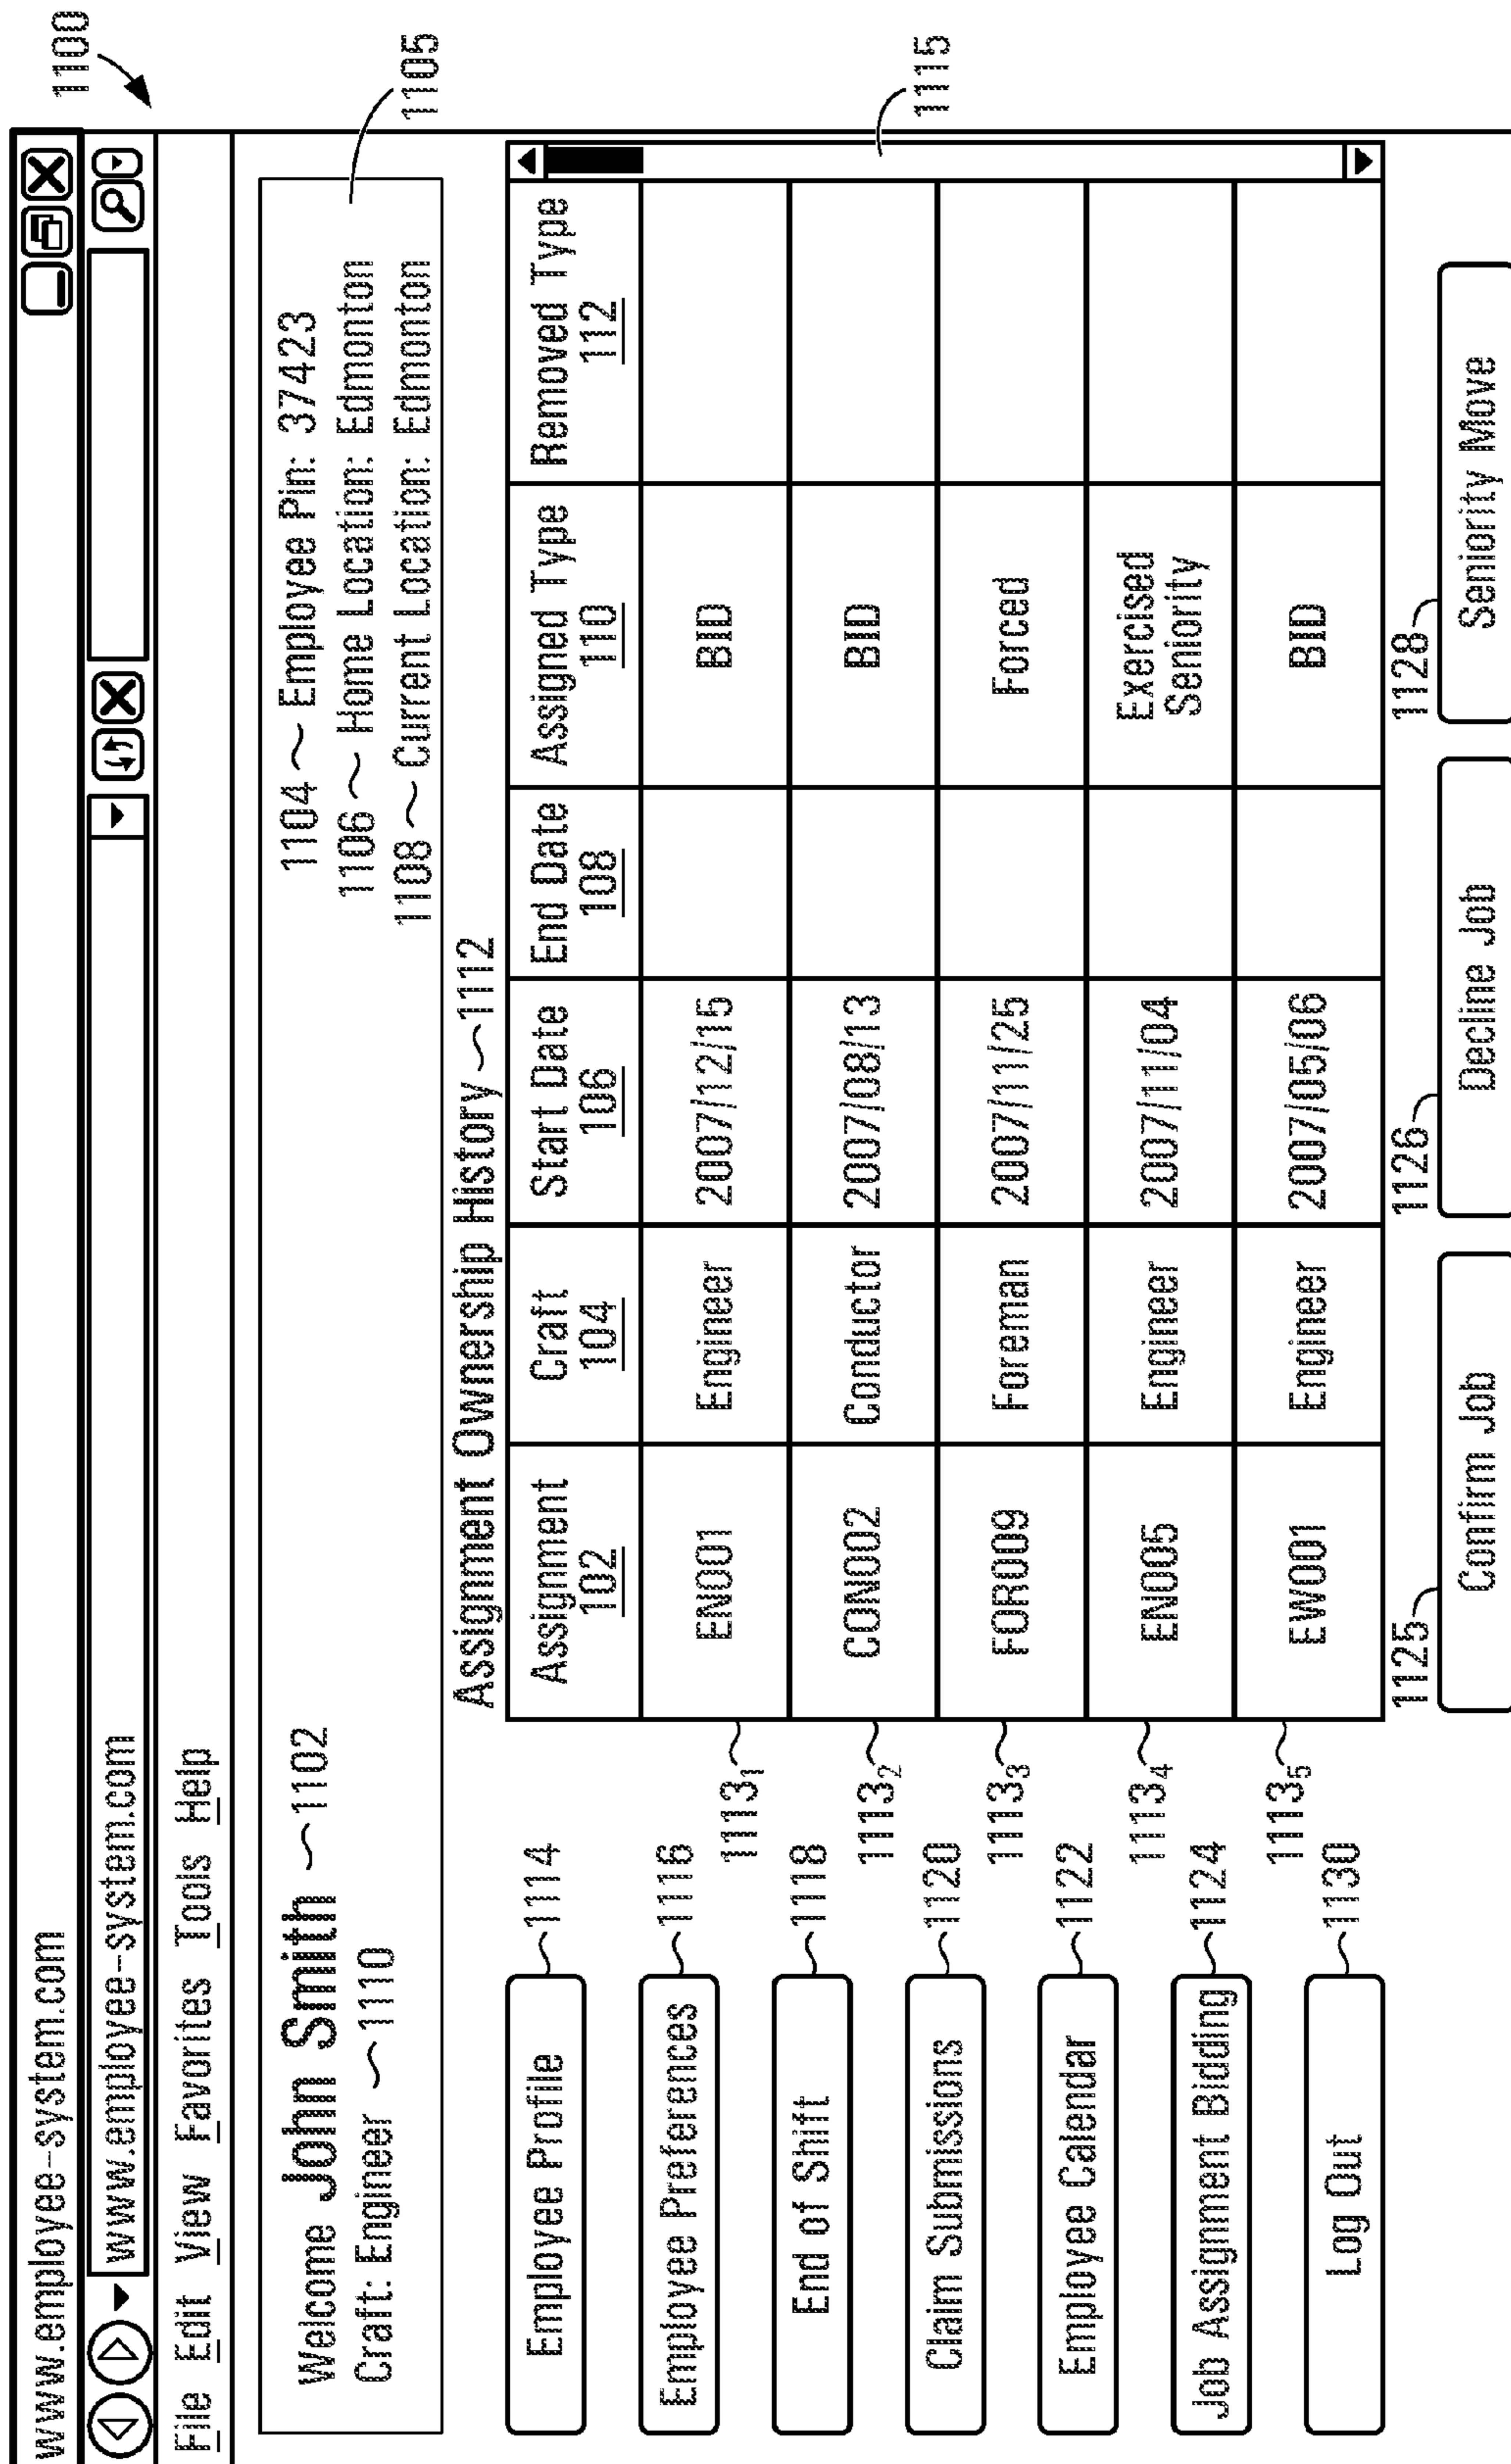 1100
www.employee-system.com
www.employee-system.com
File Edit View Favorites Tools Help
Welcome John Smith ~1102
Craft: Engineer ~1110
1104 ~ Employee Pin: 37423
1106 ~ Home Location: Edmonton
1108 ~ Current Location: Edmonton
1105
Assignment Ownership History ~1112
Assignment 102 Craft 104 Start Date 106 End Date 108 Assigned Type 110 Removed Type 112
EN001 Engineer 2007/12/15 BID
CON002 Conductor 2007/08/13 BID
FOR009 Foreman 2007/11/25 Forced
EN005 Engineer 2007/11/04 Exercised Seniority
EW001 Engineer 2007/05/06 BID
1115
1113₁
1113₂
1113₃
1113₄
1113₅
Employee Profile ~1114
Employee Preferences ~1116
End of Shift ~1118
Claim Submissions ~1120
Employee Calendar ~1122
Job Assignment Bidding ~1124
Log Out ~1130
1125 Confirm Job
1126 Decline Job
1128 Seniority Move